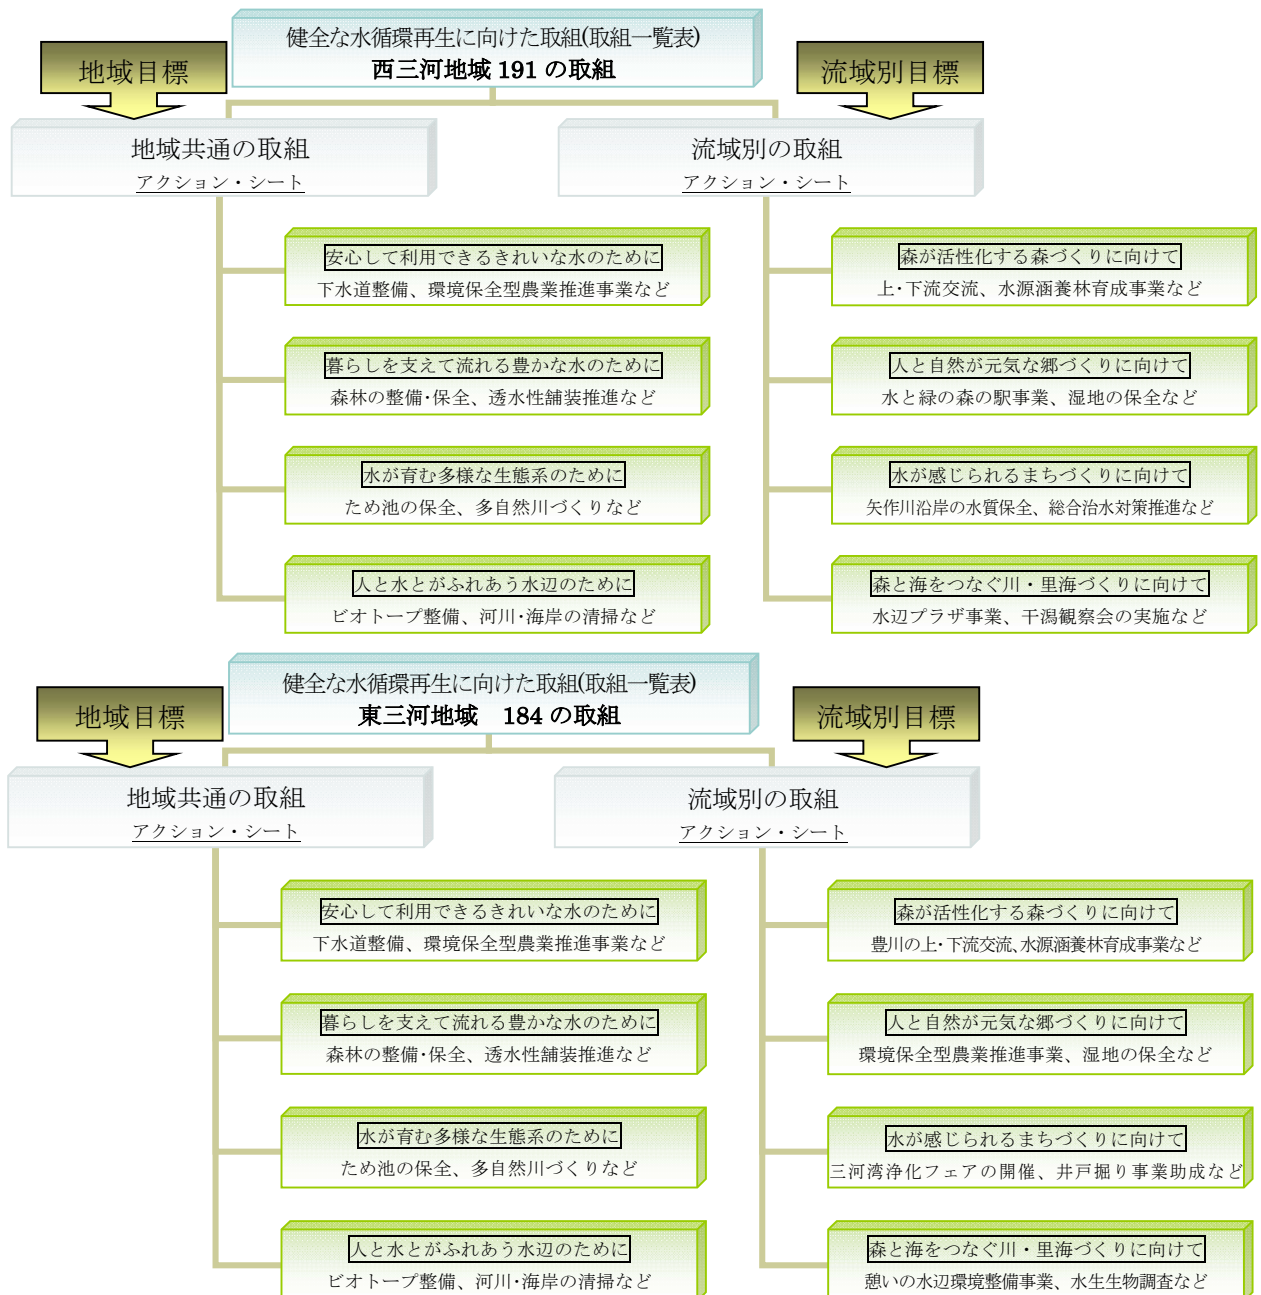 健全な水循環再生に向けた取組(取組一覧表)
西三河地域 191 の取組
地域目標
流域別目標
地域共通の取組
アクション・シート
流域別の取組
アクション・シート
安心して利用できるきれいな水のために
下水道整備、環境保全型農業推進事業など
暮らしを支えて流れる豊かな水のために
森林の整備･保全、透水性舗装推進など
水が育む多様な生態系のために
ため池の保全、多自然川づくりなど
人と水とがふれあう水辺のために
ビオトープ整備、河川･海岸の清掃など
森が活性化する森づくりに向けて
上･下流交流、水源涵養林育成事業など
人と自然が元気な郷づくりに向けて
水と緑の森の駅事業、湿地の保全など
水が感じられるまちづくりに向けて
矢作川沿岸の水質保全、総合治水対策推進など
森と海をつなぐ川・里海づくりに向けて
水辺プラザ事業、干潟観察会の実施など
健全な水循環再生に向けた取組(取組一覧表)
東三河地域　184 の取組
地域目標
流域別目標
地域共通の取組
アクション・シート
流域別の取組
アクション・シート
安心して利用できるきれいな水のために
下水道整備、環境保全型農業推進事業など
暮らしを支えて流れる豊かな水のために
森林の整備･保全、透水性舗装推進など
水が育む多様な生態系のために
ため池の保全、多自然川づくりなど
人と水とがふれあう水辺のために
ビオトープ整備、河川･海岸の清掃など
森が活性化する森づくりに向けて
豊川の上･下流交流、水源涵養林育成事業など
人と自然が元気な郷づくりに向けて
環境保全型農業推進事業、湿地の保全など
水が感じられるまちづくりに向けて
三河湾浄化フェアの開催、井戸掘り事業助成など
森と海をつなぐ川・里海づくりに向けて
憩いの水辺環境整備事業、水生生物調査など